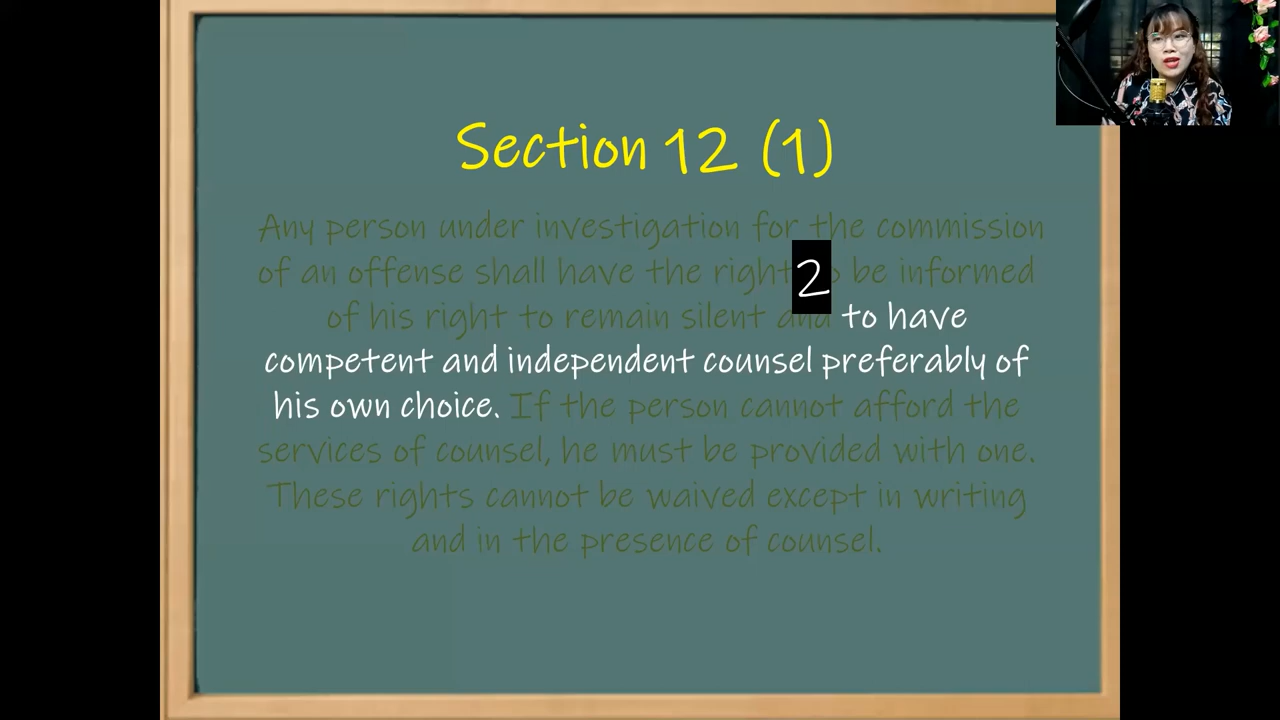 Section 12 (1)
Any person under investigation for the commission
of an offense shall have the right 2 be informed
of his right to remain silent and to have
competent and independent counsel preferably of
his own choice. If the person cannot afford the
services of counsel, he must be provided with one.
These rights cannot be waived except in writing
and in the presence of counsel.